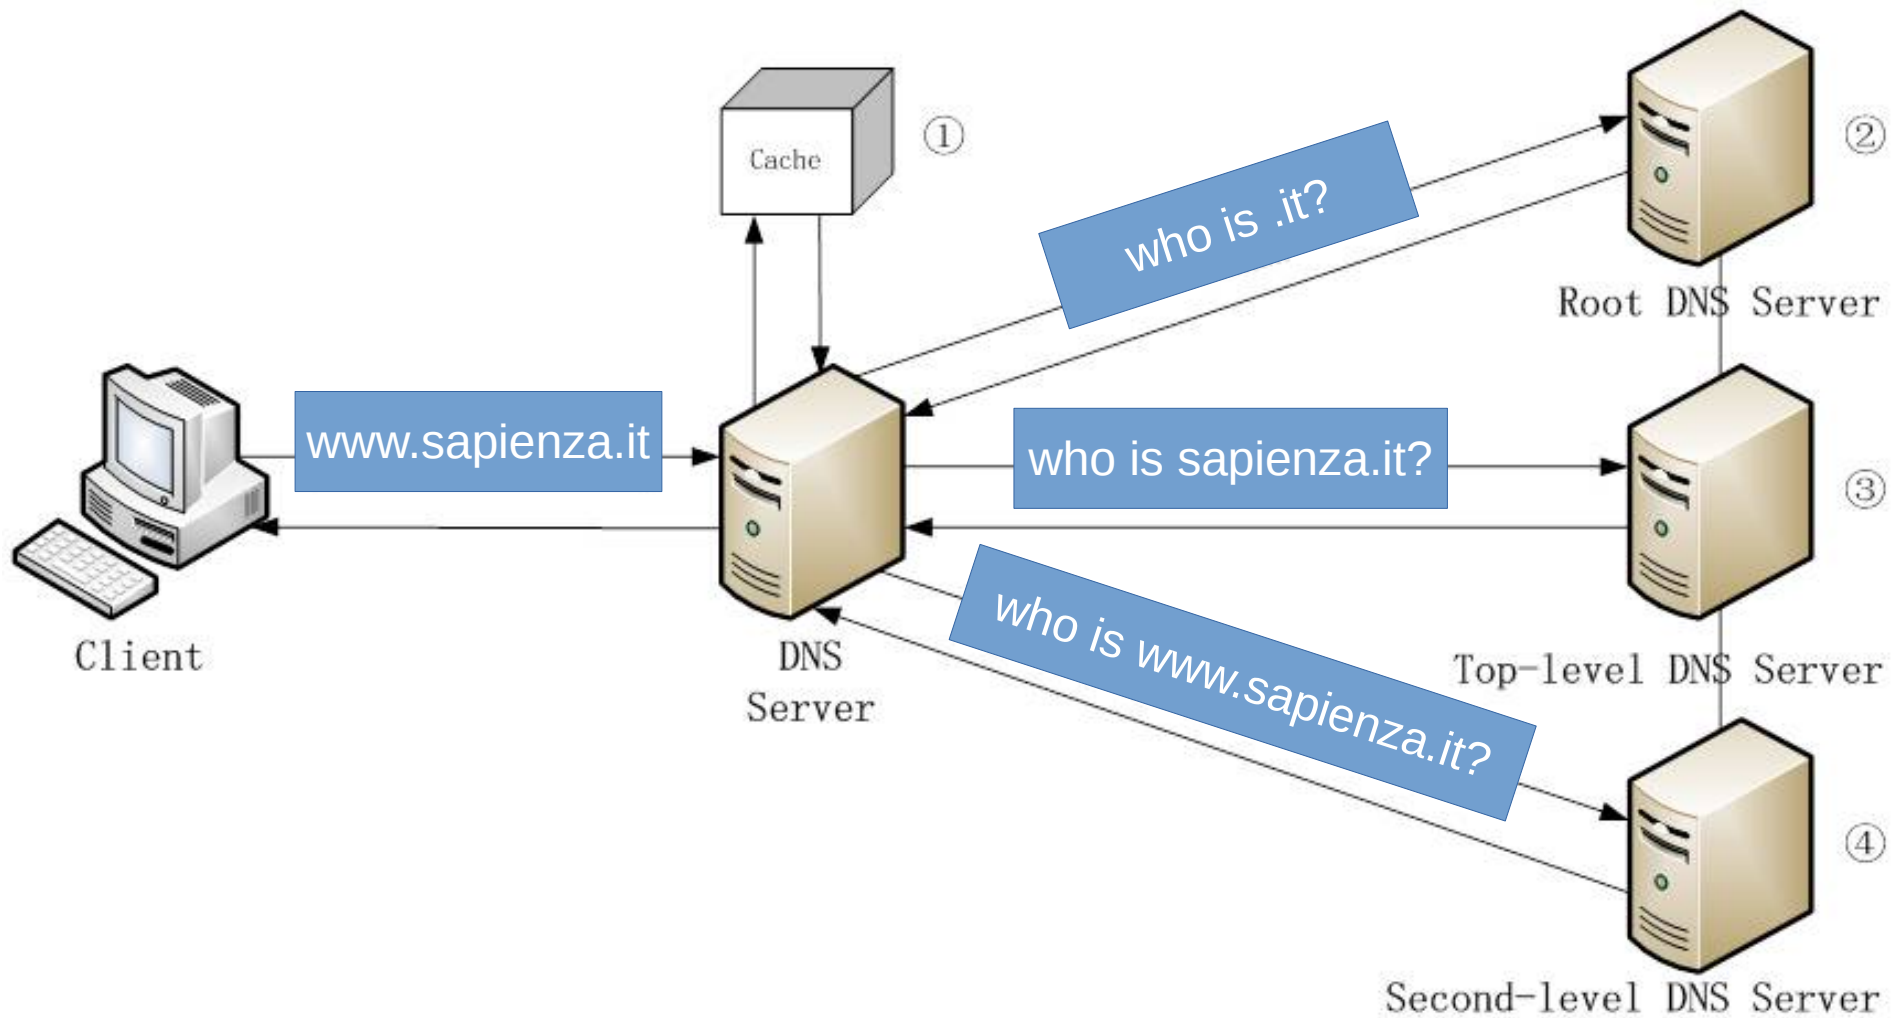 Cache
①
who is .it?
②
Root DNS Server
www.sapienza.it
who is sapienza.it?
③
Client
DNS
Server
Top-level DNS Server
who is www.sapienza.it?
④
Second-level DNS Server